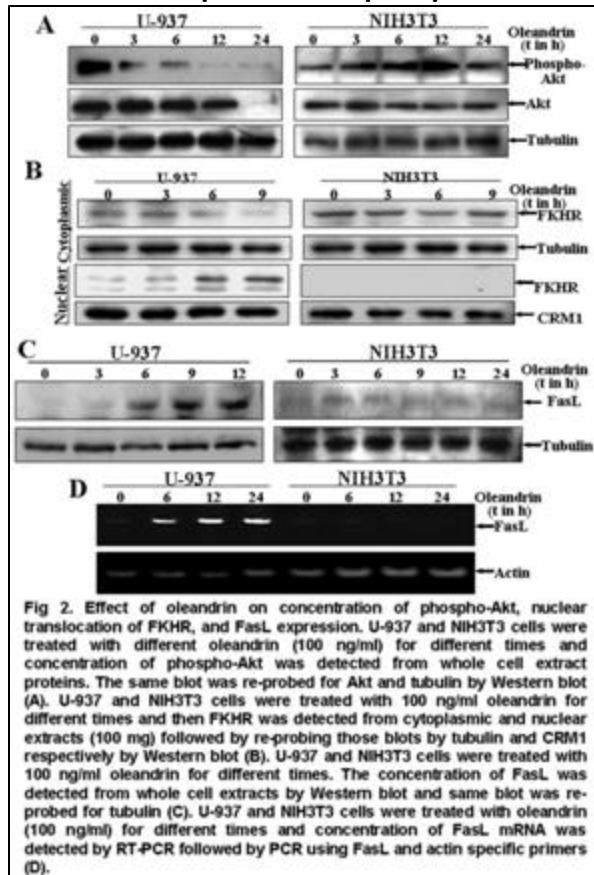 A U-937 NIH3T3 Oleandrin
0 3 6 12 24 0 3 6 12 24 (t in h)
Phospho-
Akt
Akt
Tubulin
B U-937 NIH3T3 Oleandrin
0 3 6 9 0 3 6 9 (t in h)
Cytoplasmic FKHR
Tubulin
Nuclear FKHR
CRM1
C U-937 NIH3T3 Oleandrin
0 3 6 9 12 0 3 6 9 12 24 (t in h)
FasL
Tubulin
D U-937 NIH3T3 Oleandrin
0 6 12 24 0 6 12 24 (t in h)
FasL
Actin
Fig 2. Effect of oleandrin on concentration of phospho-Akt, nuclear
translocation of FKHR, and FasL expression. U-937 and NIH3T3 cells were
treated with different oleandrin (100 ng/ml) for different times and
concentration of phospho-Akt was detected from whole cell extract
proteins. The same blot was re-probed for Akt and tubulin by Western blot
(A). U-937 and NIH3T3 cells were treated with 100 ng/ml oleandrin for
different times and then FKHR was detected from cytoplasmic and nuclear
extracts (100 mg) followed by re-probing those blots by tubulin and CRM1
respectively by Western blot (B). U-937 and NIH3T3 cells were treated with
100 ng/ml oleandrin for different times. The concentration of FasL was
detected from whole cell extracts by Western blot and same blot was re-
probed for tubulin (C). U-937 and NIH3T3 cells were treated with oleandrin
(100 ng/ml) for different times and concentration of FasL mRNA was
detected by RT-PCR followed by PCR using FasL and actin specific primers
(D).